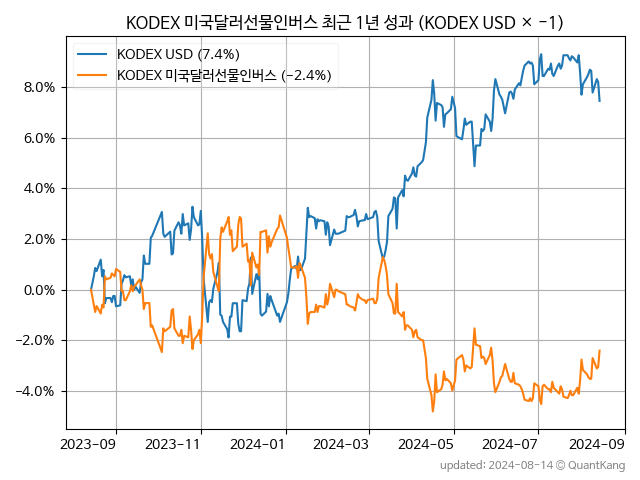 KODEX 미국달러선물인버스 최근 1년 성과 (KODEX USD × -1)
KODEX USD (7.4%)
KODEX 미국달러선물인버스 (-2.4%)
8.0%
6.0%
4.0%
2.0%
0.0%
-2.0%
-4.0%
2023-09 2023-11 2024-01 2024-03 2024-05 2024-07 2024-09
updated: 2024-08-14 © QuantKang